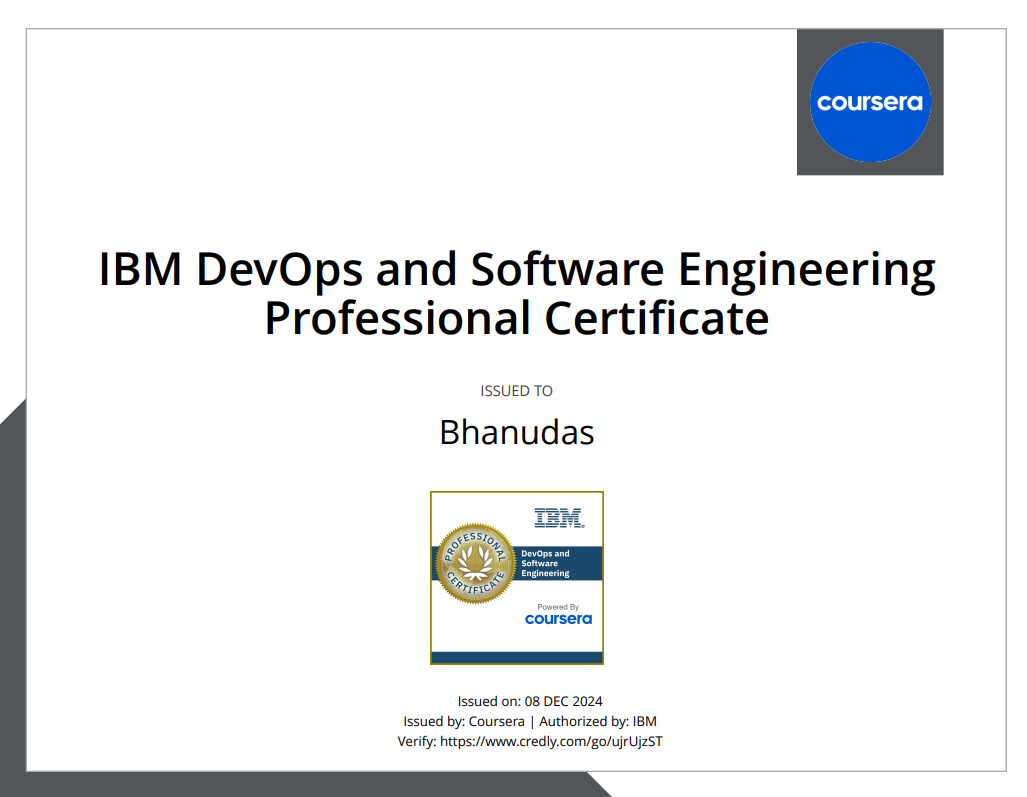 coursera
IBM DevOps and Software Engineering
Professional Certificate
ISSUED TO
Bhanudas
IBM
PROFESSIONAL
CERTIFICATE
DevOps and
Software
Engineering
Powered By
coursera
Issued on: 08 DEC 2024
Issued by: Coursera | Authorized by: IBM
Verify: https://www.credly.com/go/ujrUjzST